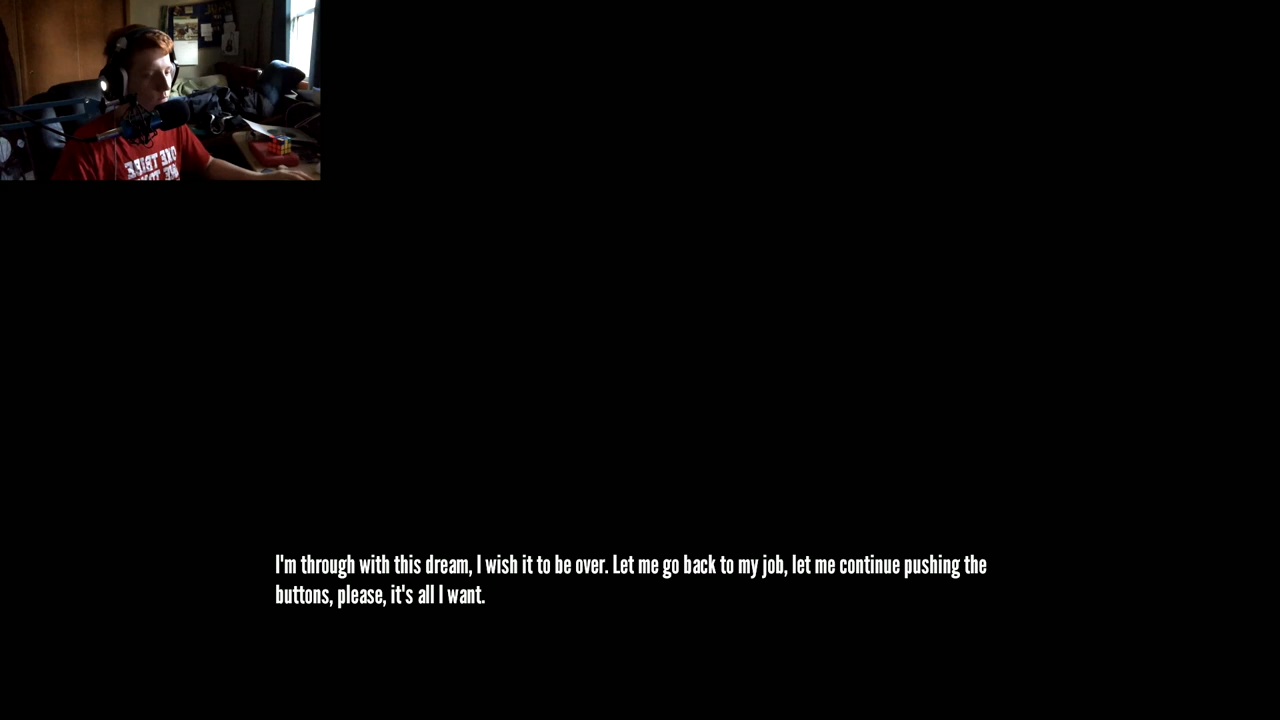 I'm through with this dream, I wish it to be over. Let me go back to my job, let me continue pushing the
buttons, please, it's all I want.